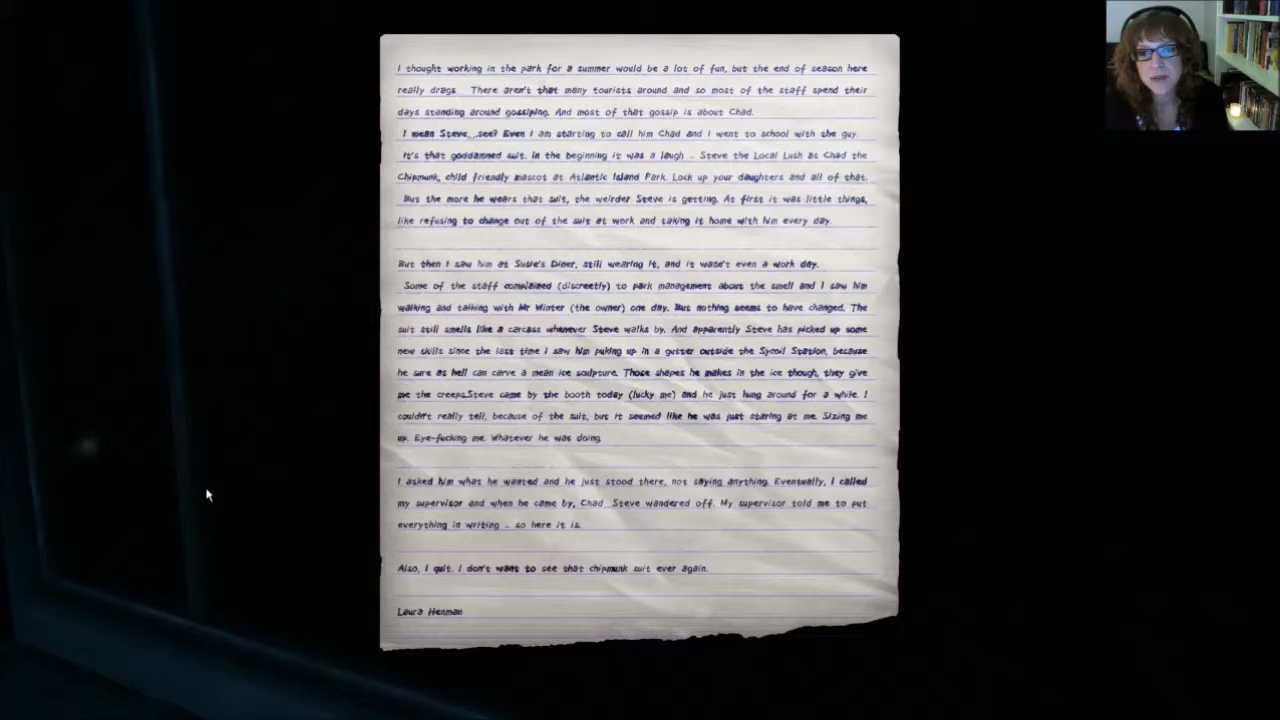 I thought working in the park for a summer would be a lot of fun, but the end of season here
really drags. There aren't that many tourists around and so most of the staff spend their
days standing around gossiping. And most of that gossip is about Chad.
I mean Steve...see? Even I am starting to call him Chad and I went to school with the guy.
It's that goddamned suit. In the beginning it was a laugh - Steve the Local Lush as Chad the
Chipmunk, child friendly mascot at Atlantic Island Park. Lock up your daughters and all of that.
But the more he wears that suit, the weirder Steve is getting. At first it was little things,
like refusing to change out of the suit at work and taking it home with him every day.
But then I saw him at Susie's Diner, still wearing it, and it wasn't even a work day.
Some of the staff complained (discreetly) to park management about the smell and I saw him
walking and talking with Mr Winter (the owner) one day. But nothing seems to have changed. The
suit still smells like a carcass whenever Steve walks by. And apparently Steve has picked up some
new skills since the last time I saw him puking up in a gutter outside the Sycoil Station, because
he sure as hell can carve a mean ice sculpture. Those shapes he makes in the ice though, they give
me the creeps.Steve came by the booth today (lucky me) and he just hung around for a while. I
couldn't really tell, because of the suit, but it seemed like he was just staring at me. Sizing me
up. Eye-fucking me. Whatever he was doing.
I asked him what he wanted and he just stood there, not saying anything. Eventually, I called
my supervisor and when he came by, Chad...Steve wandered off. My supervisor told me to put
everything in writing - so here it is.
Also, I quit. I don't want to see that chipmunk suit ever again.
Laura Henman